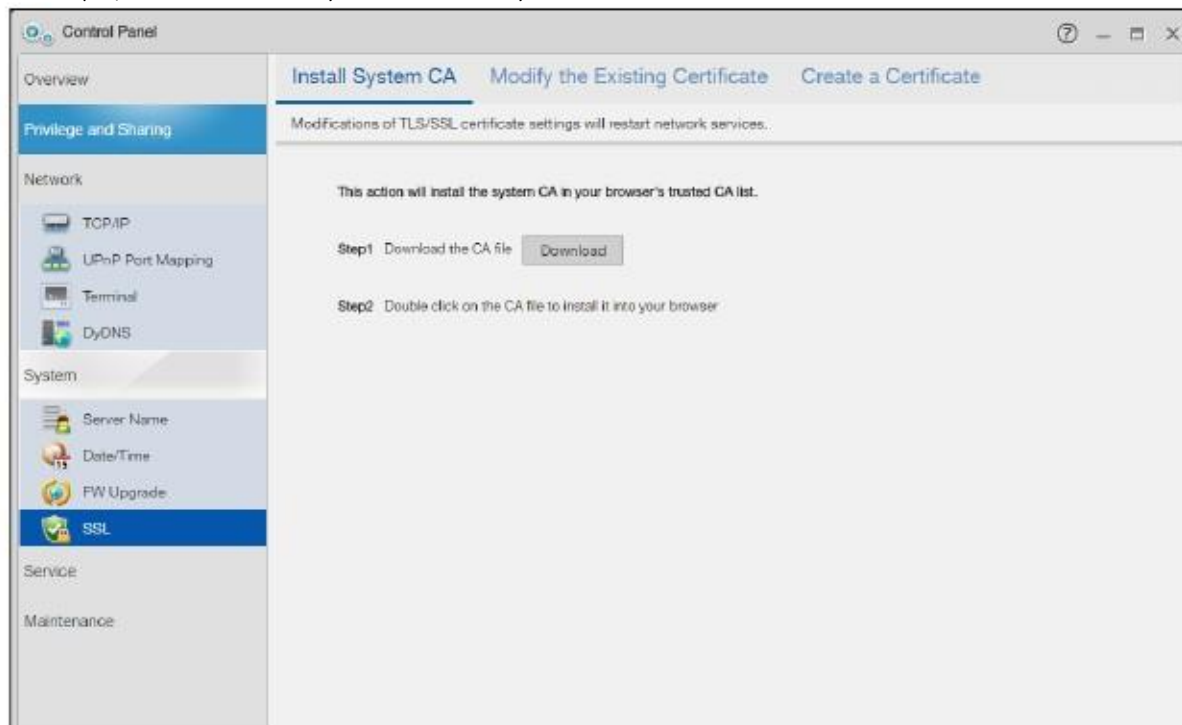 Control Panel
Overview
Privilege and Sharing
Network
TCP/IP
UPnP Port Mapping
Terminal
DyDNS
System
Server Name
Date/Time
FW Upgrade
SSL
Service
Maintenance
Install System CA Modify the Existing Certificate Create a Certificate
Modifications of TLS/SSL certificate settings will restart network services.
This action will install the system CA in your browser's trusted CA list.
Step1 Download the CA file Download
Step2 Double click on the CA file to install it into your browser